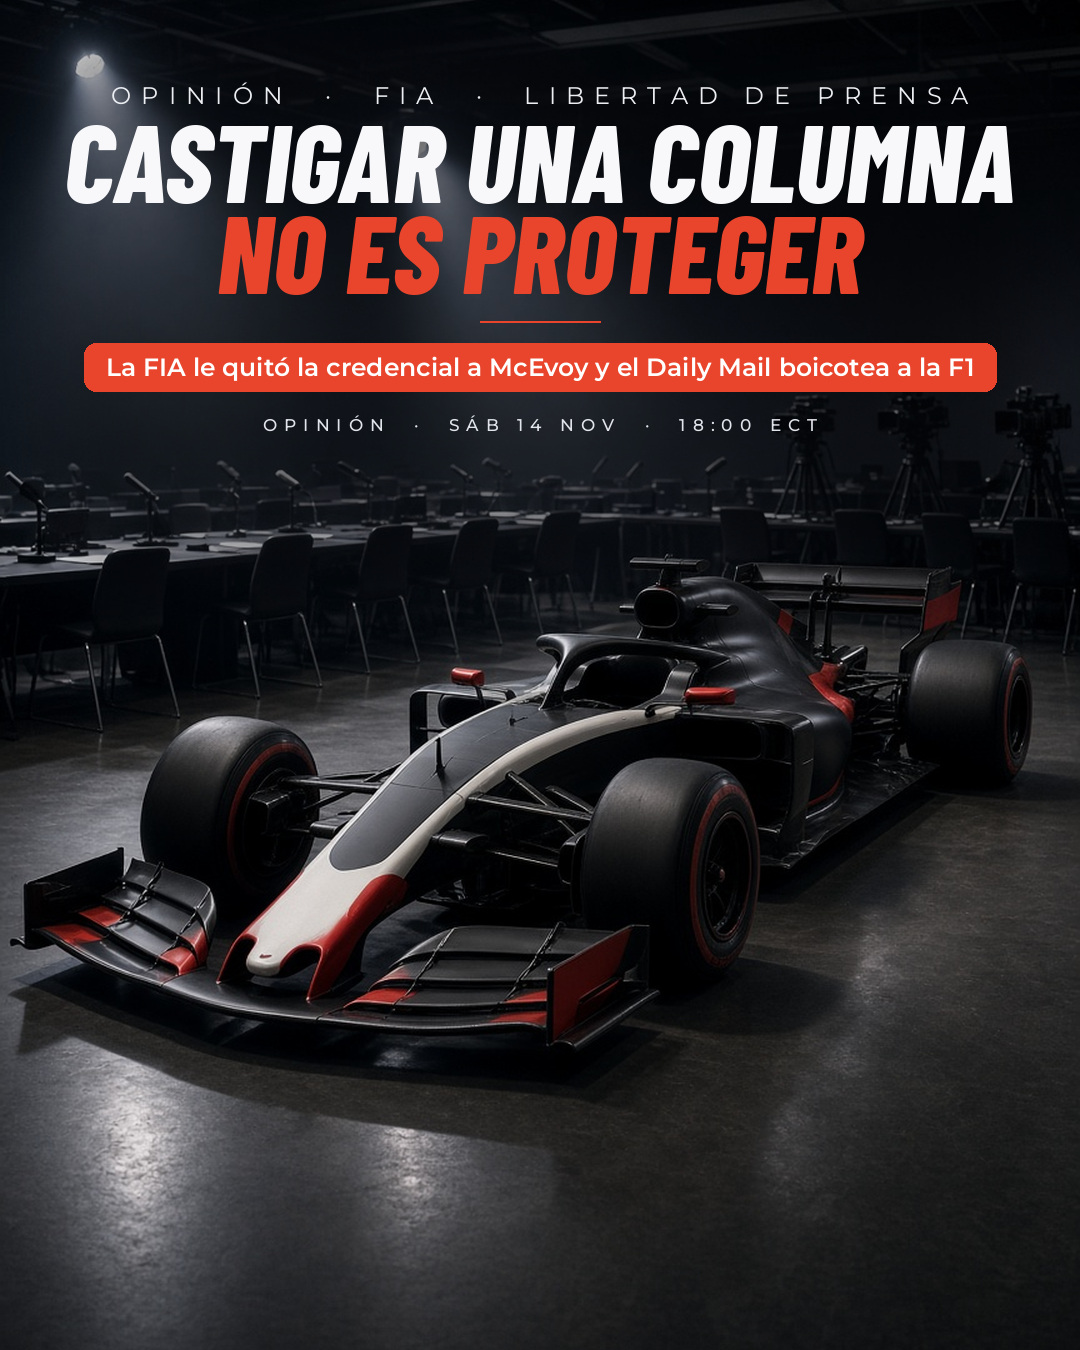 OPINIÓN · FIA · LIBERTAD DE PRENSA
CASTIGAR UNA COLUMNA
NO ES PROTEGER
La FIA le quitó la credencial a McEvoy y el Daily Mail boicotea a la F1
OPINIÓN · SÁB 14 NOV · 18:00 ECT